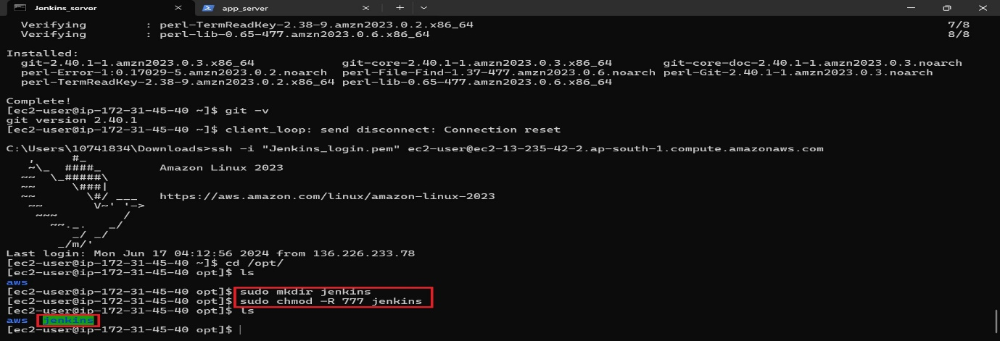 Jenkins_server
app_server
Verifying : perl-TermReadKey-2.38-9.amzn2023.0.2.x86_64 7/8
Verifying : perl-lib-0.65-477.amzn2023.0.6.x86_64 8/8
Installed:
git-2.40.1-1.amzn2023.0.3.x86_64 git-core-2.40.1-1.amzn2023.0.3.x86_64 git-core-doc-2.40.1-1.amzn2023.0.3.noarch
perl-Error-1:0.17029-5.amzn2023.0.2.noarch perl-File-Find-1.37-477.amzn2023.0.6.noarch perl-Git-2.40.1-1.amzn2023.0.3.noarch
perl-TermReadKey-2.38-9.amzn2023.0.2.x86_64 perl-lib-0.65-477.amzn2023.0.6.x86_64
Complete!
[ec2-user@ip-172-31-45-40 ~]$ git -v
git version 2.40.1
[ec2-user@ip-172-31-45-40 ~]$ client_loop: send disconnect: Connection reset
C:\Users\10741834\Downloads>ssh -i "Jenkins_login.pem" ec2-user@ec2-13-235-42-2.ap-south-1.compute.amazonaws.com
   ,     #_
   ~\_  ####_        Amazon Linux 2023
  ~~  \_#####\
  ~~     \###|
  ~~       \#/ ___   https://aws.amazon.com/linux/amazon-linux-2023
   ~~       V~' '->
    ~~~         /
      ~~._.   _/
         _/ _/
       _/m/'
Last login: Mon Jun 17 04:12:56 2024 from 136.226.233.78
[ec2-user@ip-172-31-45-40 ~]$ cd /opt/
[ec2-user@ip-172-31-45-40 opt]$ ls
aws
[ec2-user@ip-172-31-45-40 opt]$ sudo mkdir jenkins
[ec2-user@ip-172-31-45-40 opt]$ sudo chmod -R 777 jenkins
[ec2-user@ip-172-31-45-40 opt]$ ls
aws jenkins
[ec2-user@ip-172-31-45-40 opt]$